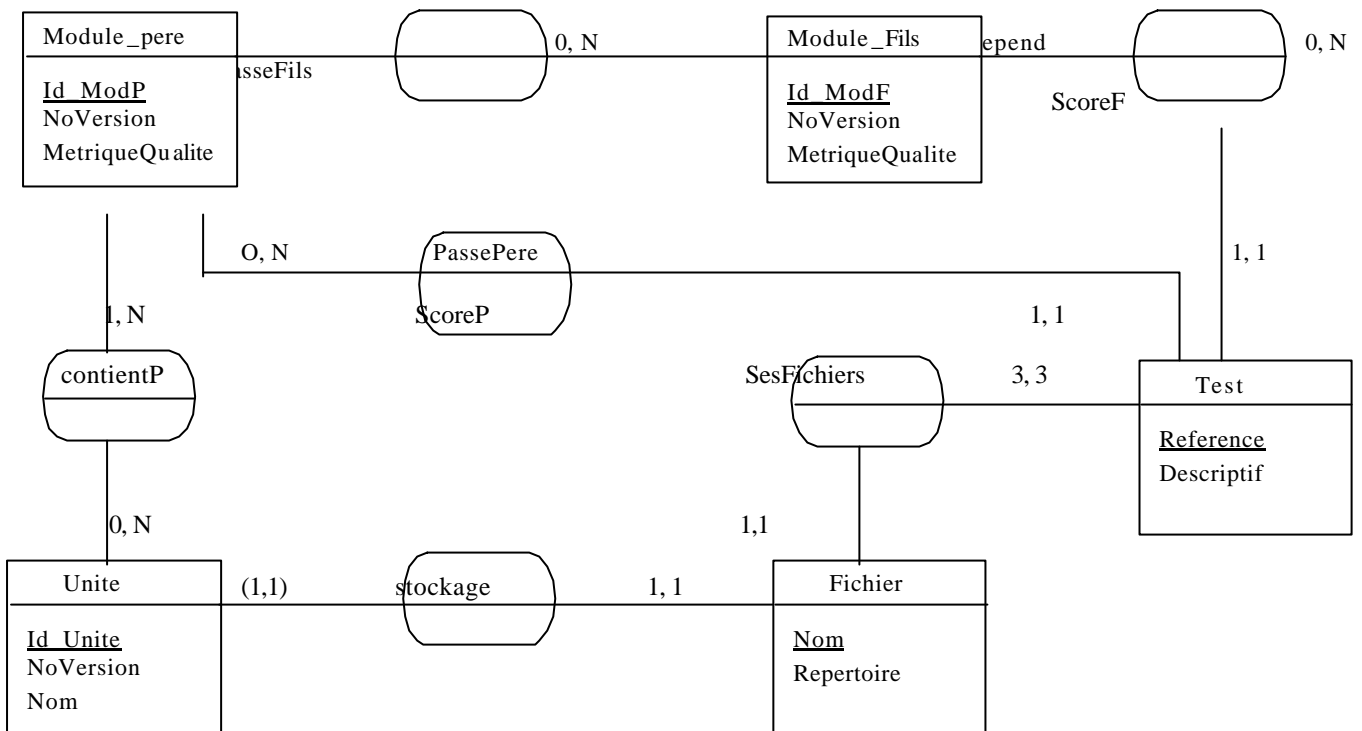 Module_pere
0, N
Module_Fils
epend
0, N
asseFils
Id_ModP
NoVersion
MetriqueQualite
Id_ModF
NoVersion
MetriqueQualite
ScoreF
O, N
PassePere
1, 1
1, N
ScoreP
1, 1
contientP
SesFichiers
3, 3
Test
Reference
Descriptif
0, N
1,1
Unite
(1,1)
stockage
1, 1
Fichier
Id_Unite
NoVersion
Nom
Nom
Repertoire